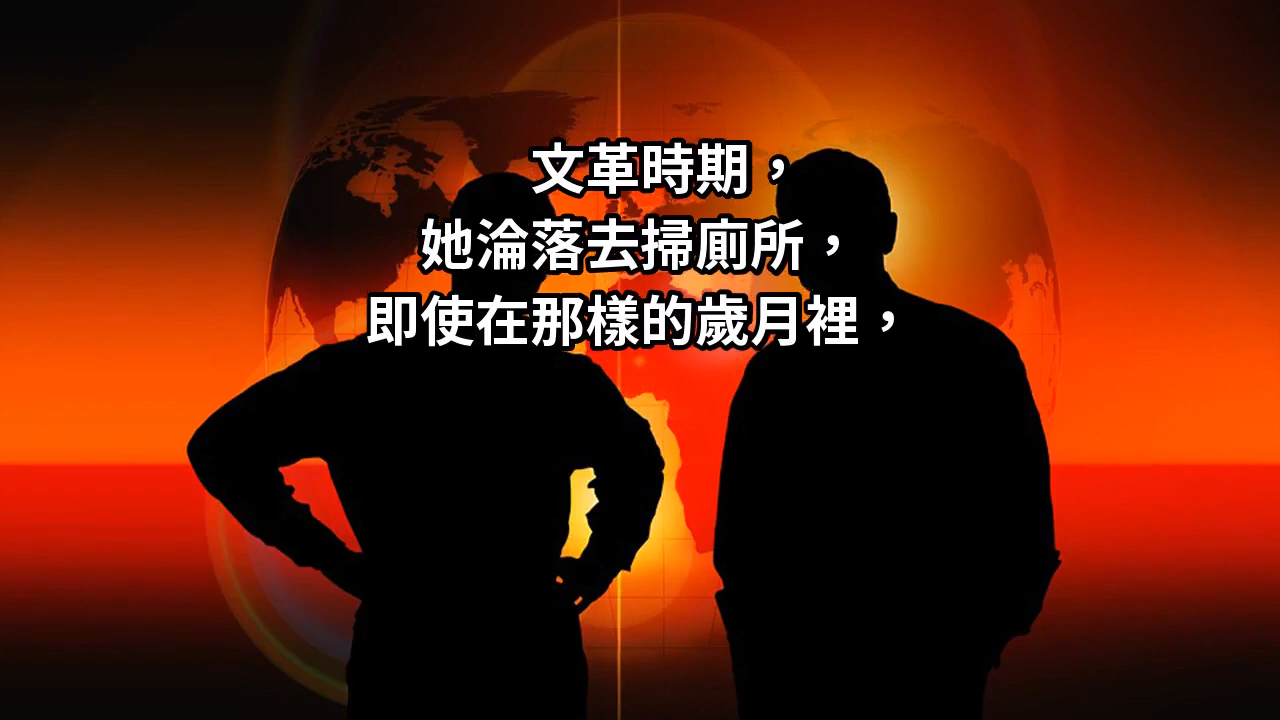 文革時期，
她淪落去掃廁所，
即使在那樣的歲月裡，